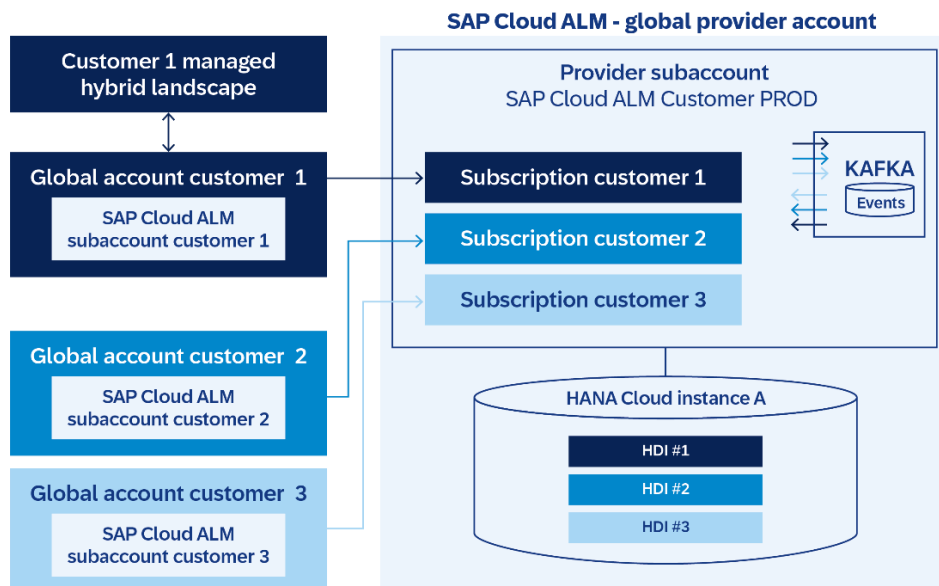 SAP Cloud ALM - global provider account
Customer 1 managed
hybrid landscape
Global account customer 1
SAP Cloud ALM
subaccount customer 1
Global account customer 2
SAP Cloud ALM
subaccount customer 2
Global account customer 3
SAP Cloud ALM
subaccount customer 3
Provider subaccount
SAP Cloud ALM Customer PROD
Subscription customer 1
Subscription customer 2
Subscription customer 3
KAFKA
Events
HANA Cloud instance A
HDI #1
HDI #2
HDI #3